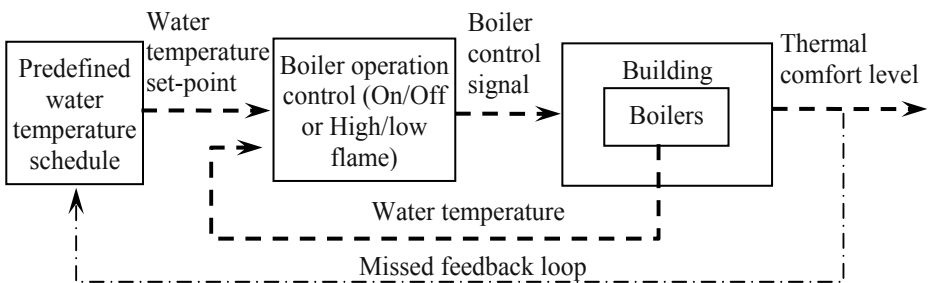 Predefined
water
temperature
schedule
Water
temperature
set-point
Boiler operation
control (On/Off
or High/low
flame)
Boiler
control
signal
Building
Boilers
Thermal
comfort level
Water temperature
Missed feedback loop